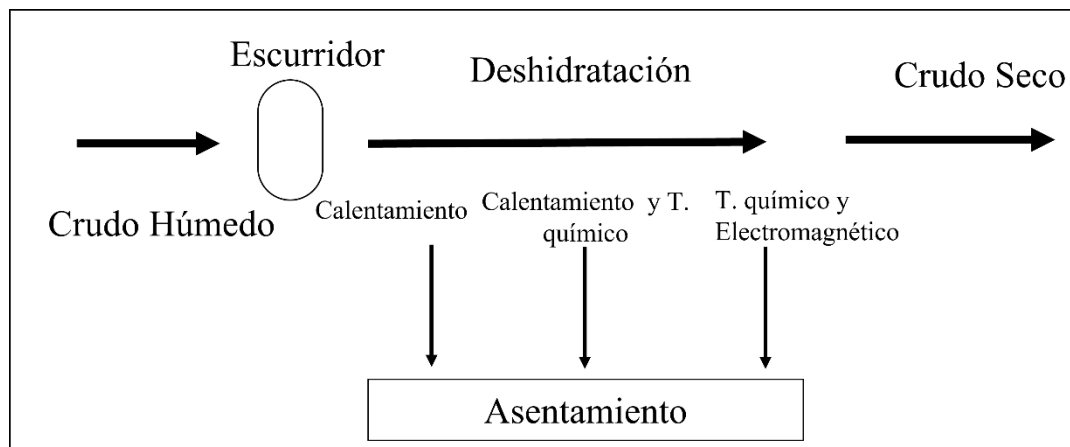 Escurridor
Deshidratación
Crudo Seco
Crudo Húmedo
Calentamiento
Calentamiento y T.
químico
T. químico y
Electromagnético
Asentamiento